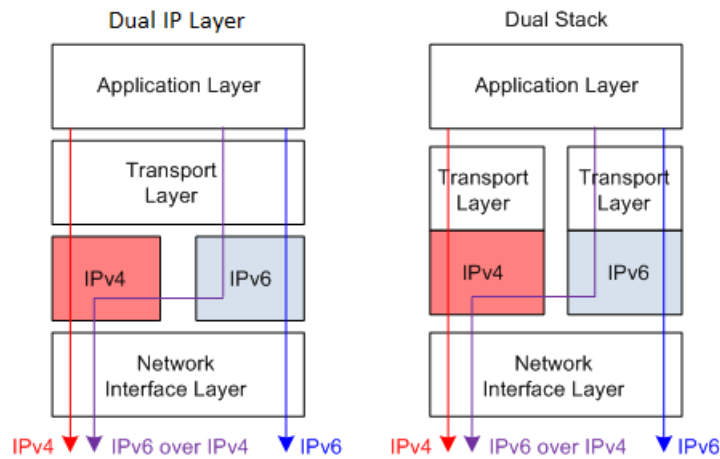 Dual IP Layer
Application Layer
Transport
Layer
IPv4
IPv6
Network
Interface Layer
IPv4
IPv6 over IPv4
IPv6
Dual Stack
Application Layer
Transport
Layer
Transport
Layer
IPv4
IPv6
Network
Interface Layer
IPv4
IPv6 over IPv4
IPv6